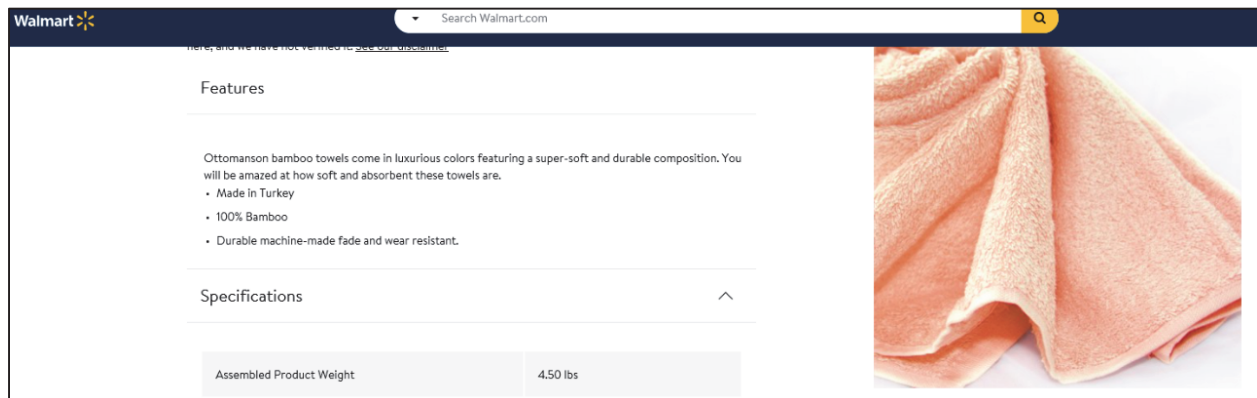 Walmart
Search Walmart.com
here, and we have not verified it. See our disclaimer
Features
Ottomanson bamboo towels come in luxurious colors featuring a super-soft and durable composition. You
will be amazed at how soft and absorbent these towels are.
• Made in Turkey
• 100% Bamboo
• Durable machine-made fade and wear resistant.
Specifications
Assembled Product Weight 4.50 lbs